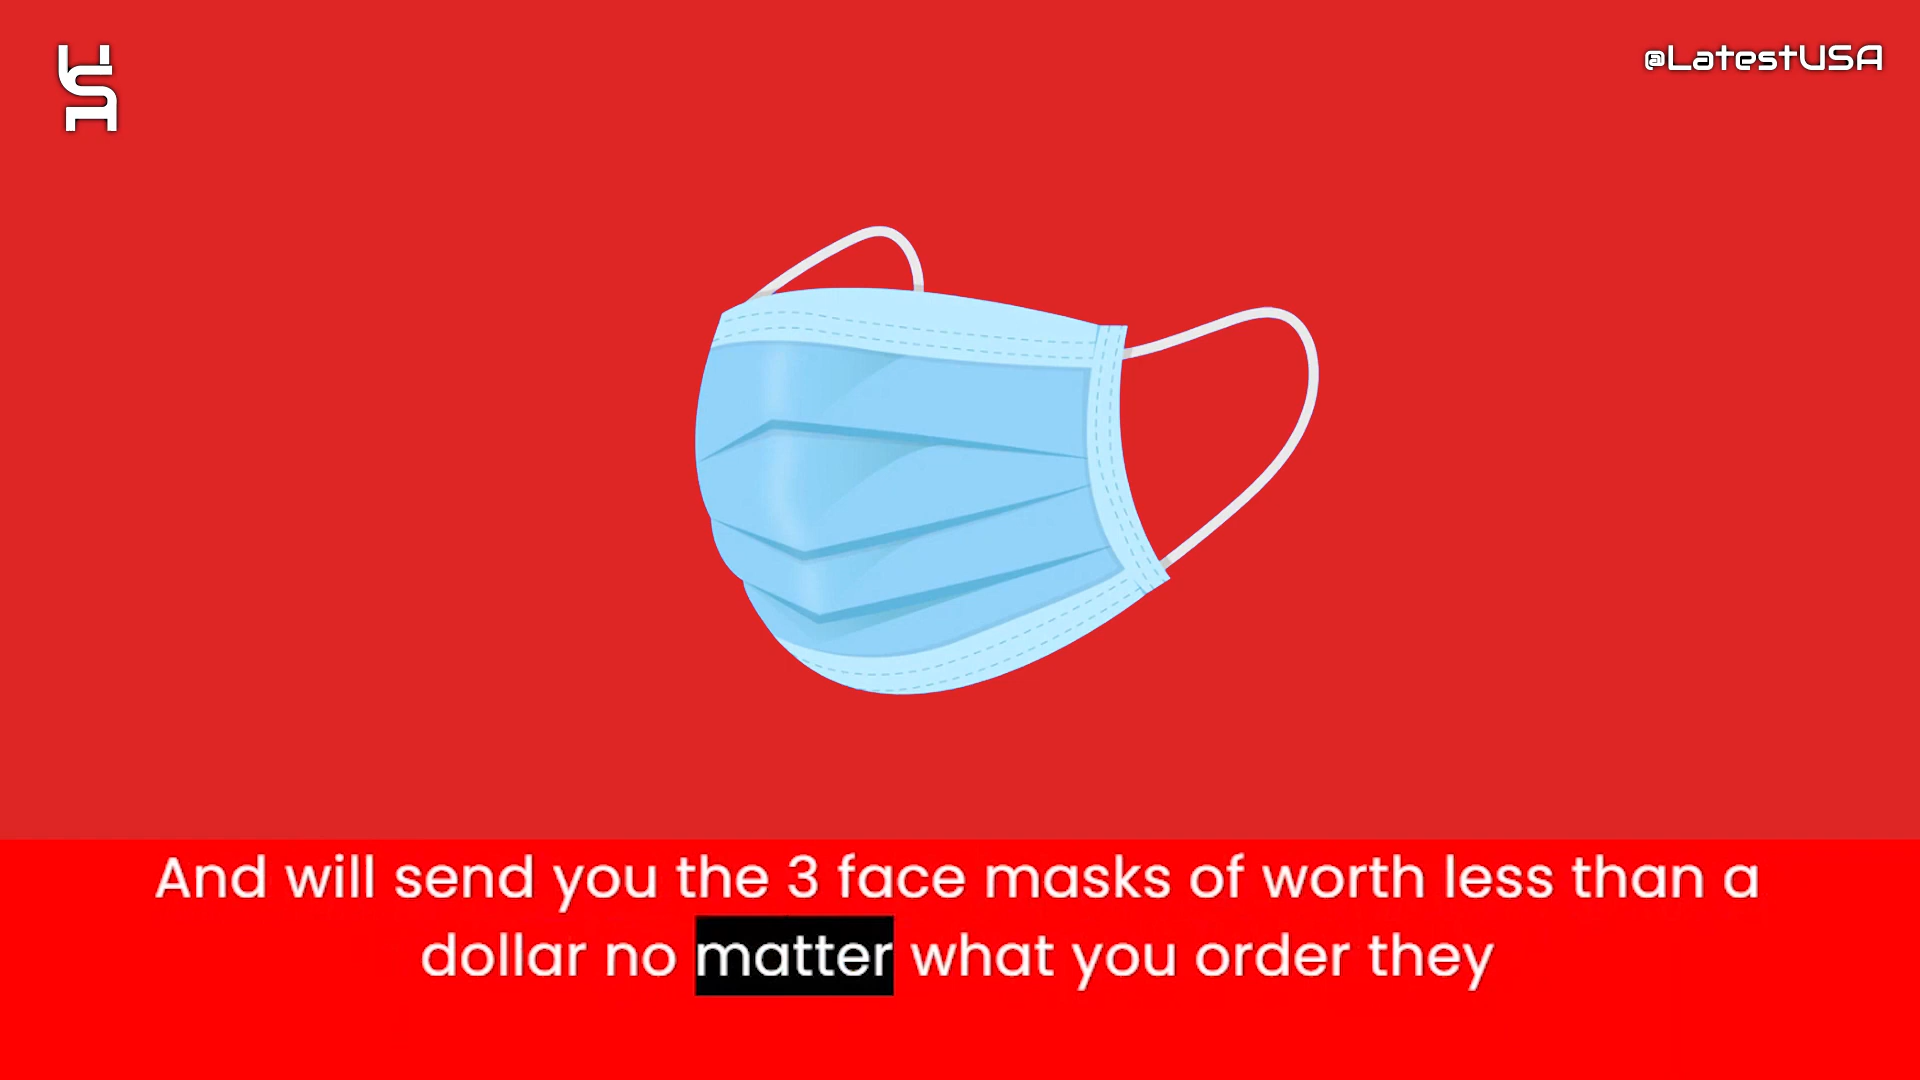 USA
@LatestUSA
And will send you the 3 face masks of worth less than a
dollar no matter what you order they